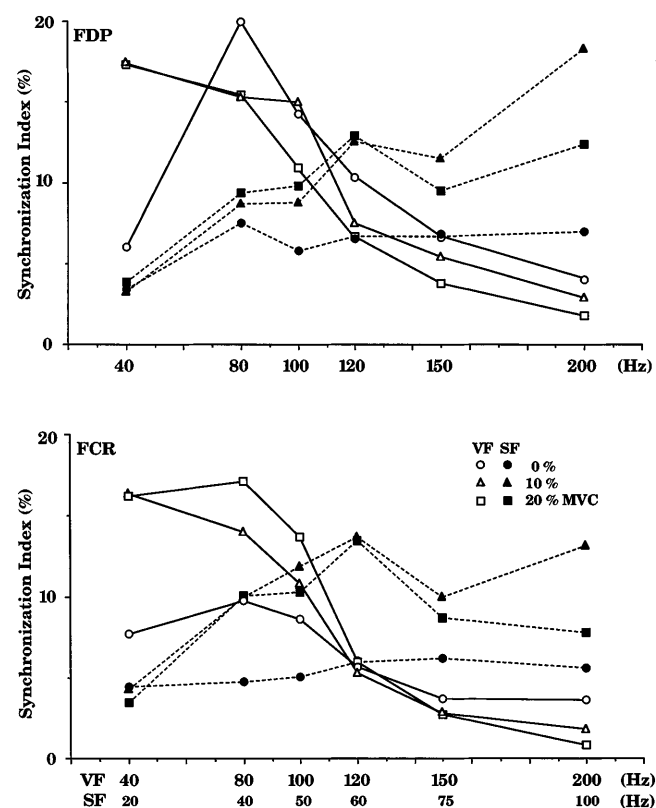 FDP
Synchronization Index (%)
20
10
0
40 80 100 120 150 200 (Hz)
FCR
Synchronization Index (%)
20
10
0
VF SF
0 %
10 %
20 % MVC
VF 40 80 100 120 150 200 (Hz)
SF 20 40 50 60 75 100 (Hz)